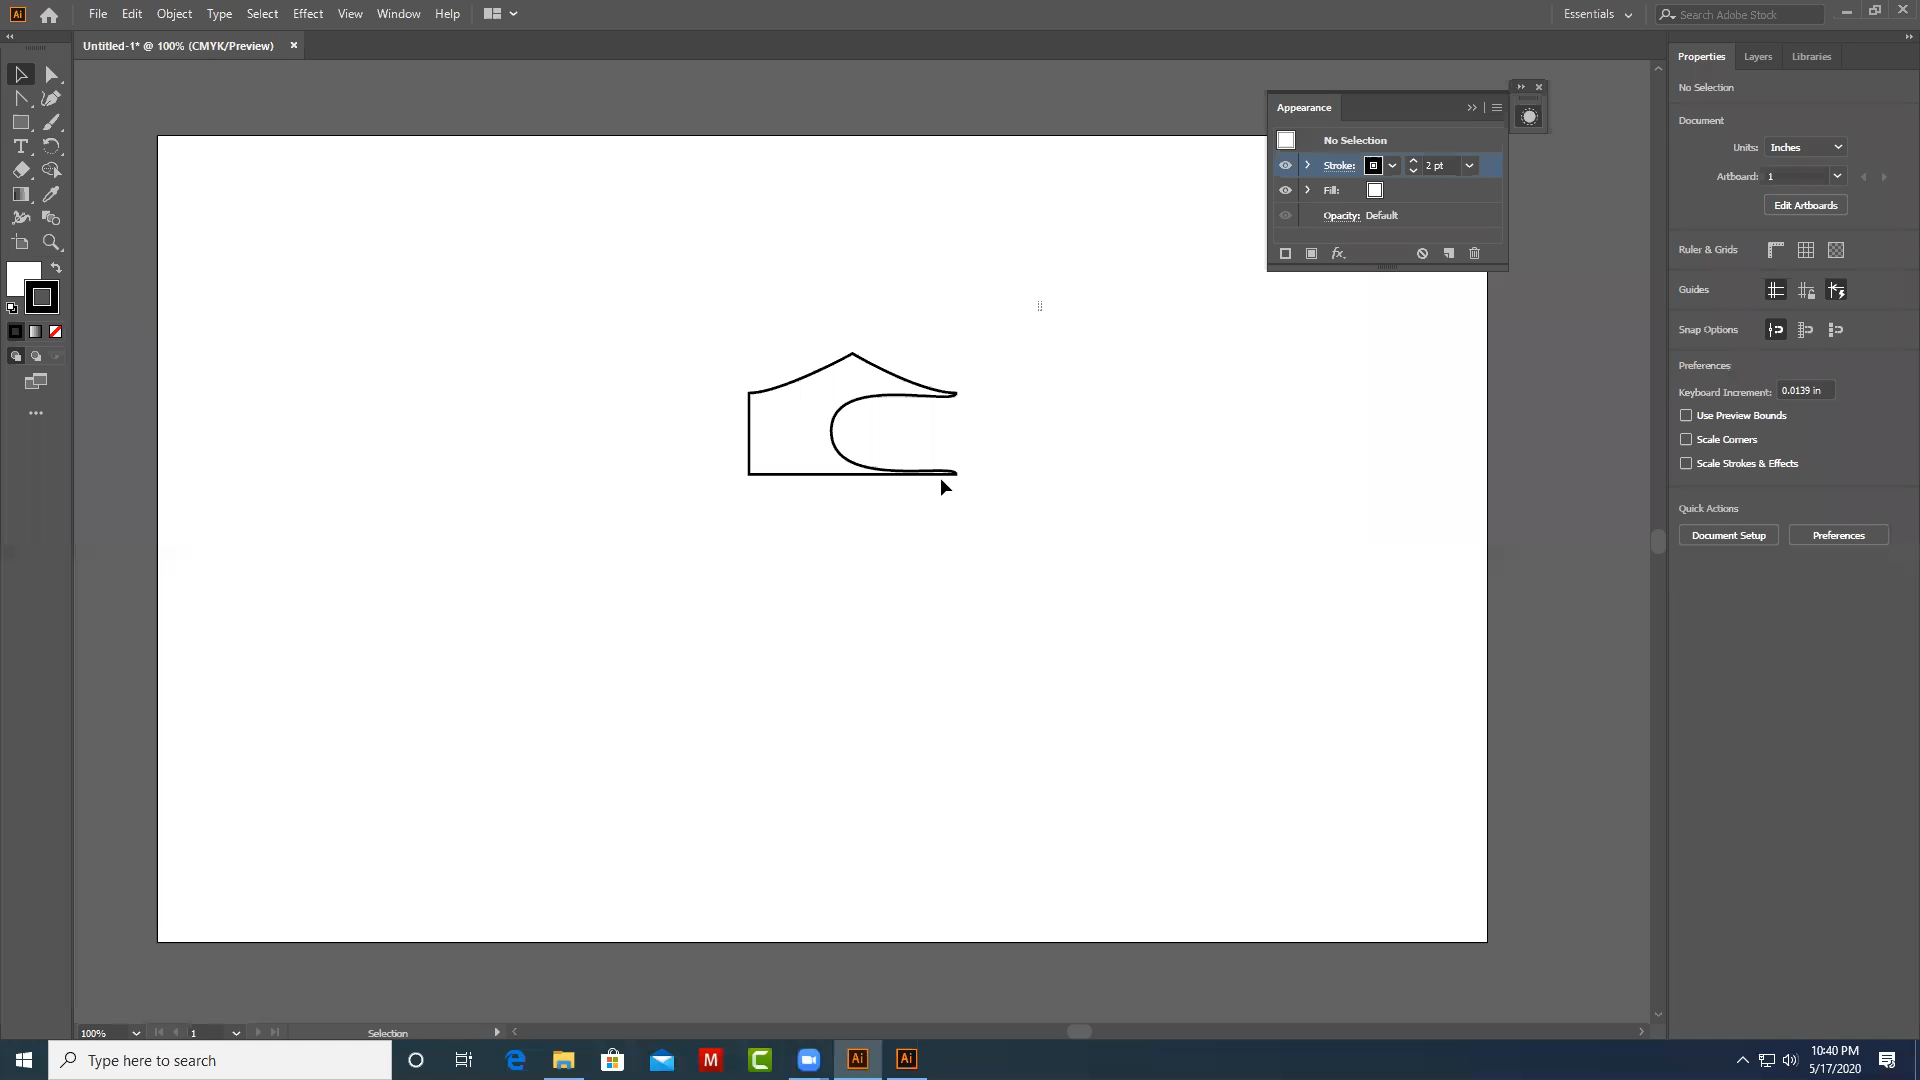 Ai File Edit Object Type Select Effect View Window Help Essentials Search Adobe Stock
Untitled-1* @ 100% (CMYK/Preview)
Properties Layers Libraries
No Selection
Appearance
Document
No Selection
Units: Inches
Stroke: 2 pt
Artboard: 1
Fill:
Edit Artboards
Opacity: Default
Ruler & Grids
fx
Guides
Snap Options
Preferences
Keyboard Increment: 0.0139 in
Use Preview Bounds
Scale Corners
Scale Strokes & Effects
Quick Actions
Document Setup Preferences
100% 1 Selection
Type here to search
M
C
Ai Ai
10:40 PM
5/17/2020